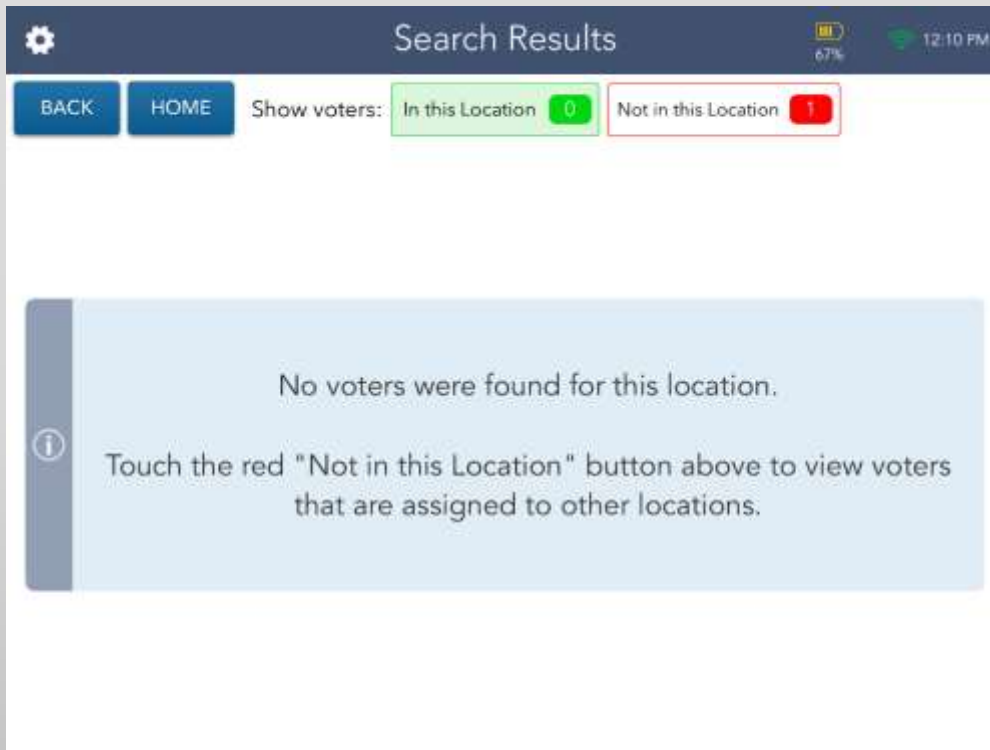 Search Results
67%
12:10 PM
BACK
HOME
Show voters:
In this Location 0
Not in this Location 1
No voters were found for this location.
Touch the red "Not in this Location" button above to view voters
that are assigned to other locations.